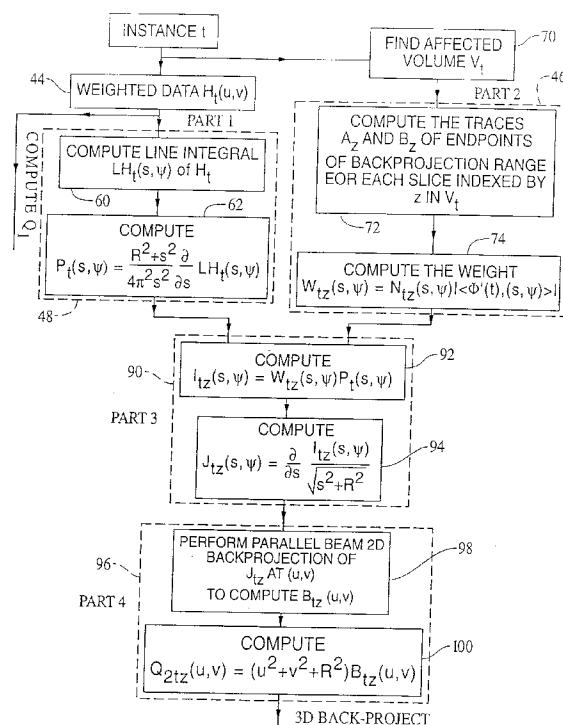 INSTANCE t
70
FIND AFFECTED
VOLUME V_t
44
WEIGHTED DATA H_t(u,v)
46
PART 1
PART 2
COMPUTE Q_1
COMPUTE LINE INTEGRAL
LH_t(s,ψ) of H_t
60
62
COMPUTE
P_t(s,ψ) = \frac{R^2+s^2}{4π^2s^2} \frac{∂}{∂s} LH_t(s,ψ)
48
COMPUTE THE TRACES
A_z AND B_z OF ENDPOINTS
OF BACKPROJECTION RANGE
EOR EACH SLICE INDEXED BY
z IN V_t
72
74
COMPUTE THE WEIGHT
W_tz(s,ψ) = N_tz(s,ψ)I<Φ'(t),(s,ψ)>I
90
92
COMPUTE
I_tz(s,ψ) = W_tz(s,ψ)P_t(s,ψ)
PART 3
94
COMPUTE
J_tz(s,ψ) = \frac{∂}{∂s} \frac{I_tz(s,ψ)}{\sqrt{s^2+R^2}}
96
98
PERFORM PARALLEL BEAM 2D
BACKPROJECTION OF
J_tz AT (u,v)
TO COMPUTE B_tz(u,v)
PART 4
100
COMPUTE
Q_2tz(u,v) = (u^2+v^2+R^2)B_tz(u,v)
3D BACK-PROJECT